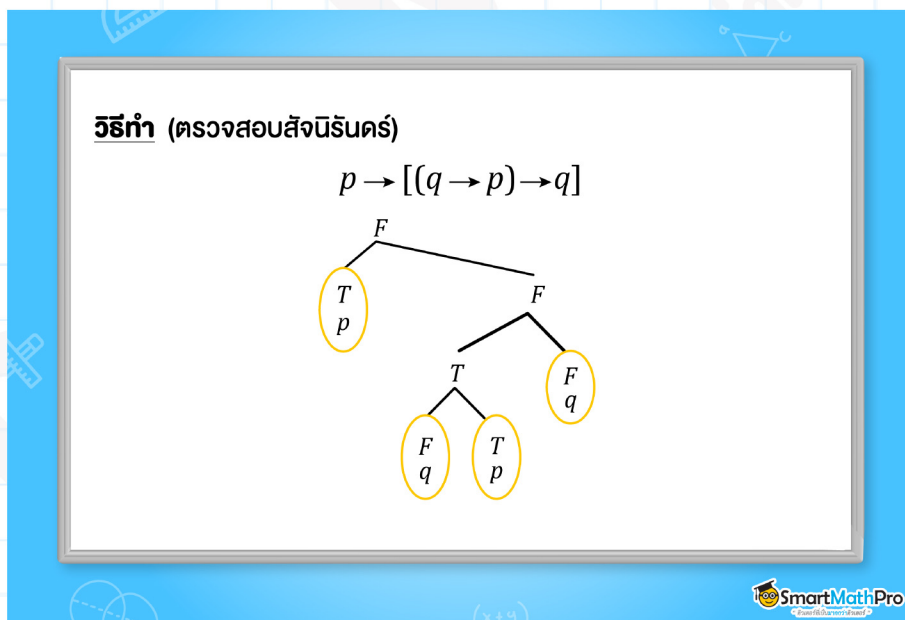 วิธีทำ (ตรวจสอบสัจนิรันดร์)
p → [(q → p) → q]
F
T F
p
T F
q
F T
q p
SmartMathPro